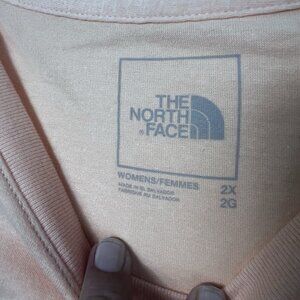 THE
NORTH
FACE
WOMENS/FEMMES 2X
MADE IN EL SALVADOR 2G
FABRIQUÉ AU SALVADOR